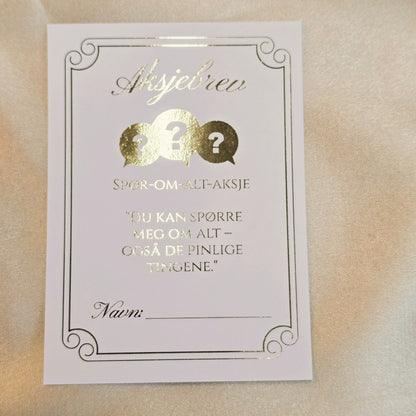 Aksjebrev
? ? ?
Spør-om-alt-aksje
"Du kan spørre
meg om alt –
også de pinlige
tingene."
Navn: